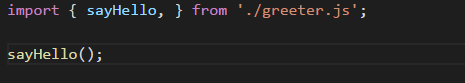 import { sayHello, } from './greeter.js';
sayHello();